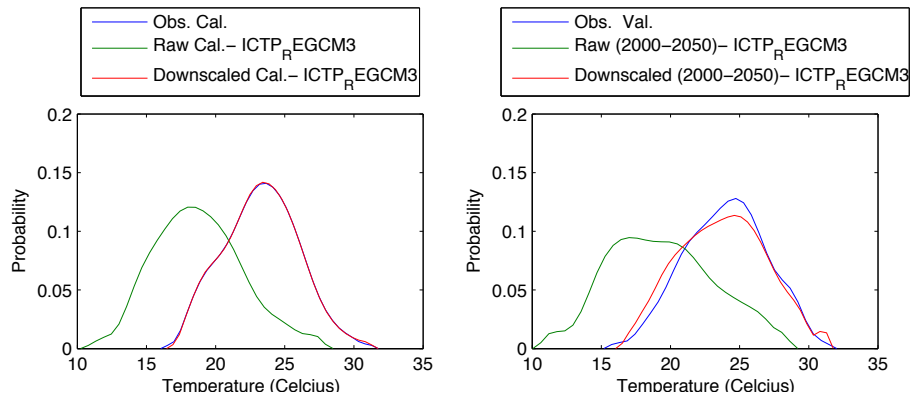 Obs. Cal.
Raw Cal.− ICTP_REGCM3
Downscaled Cal.− ICTP_REGCM3
0.2
0.15
0.1
0.05
0
Probability
10 15 20 25 30 35
Temperature (Celcius)
Obs. Val.
Raw (2000−2050)− ICTP_REGCM3
Downscaled (2000−2050)− ICTP_REGCM3
0.2
0.15
0.1
0.05
0
Probability
10 15 20 25 30 35
Temperature (Celcius)